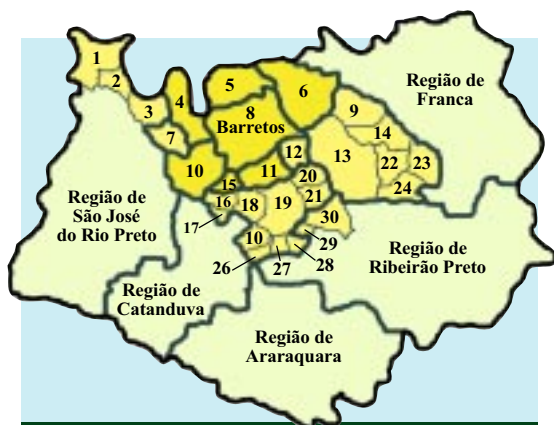 1
2
3
4
5
6
7
8
Barretos
9
14
10
11
12
13
22
23
24
15
16
17
18
19
20
21
30
10
26
27
28
29
Região de
Franca
Região de
São José
do Rio Preto
Região de
Catanduva
Região de
Ribeirão Preto
Região de
Araraquara